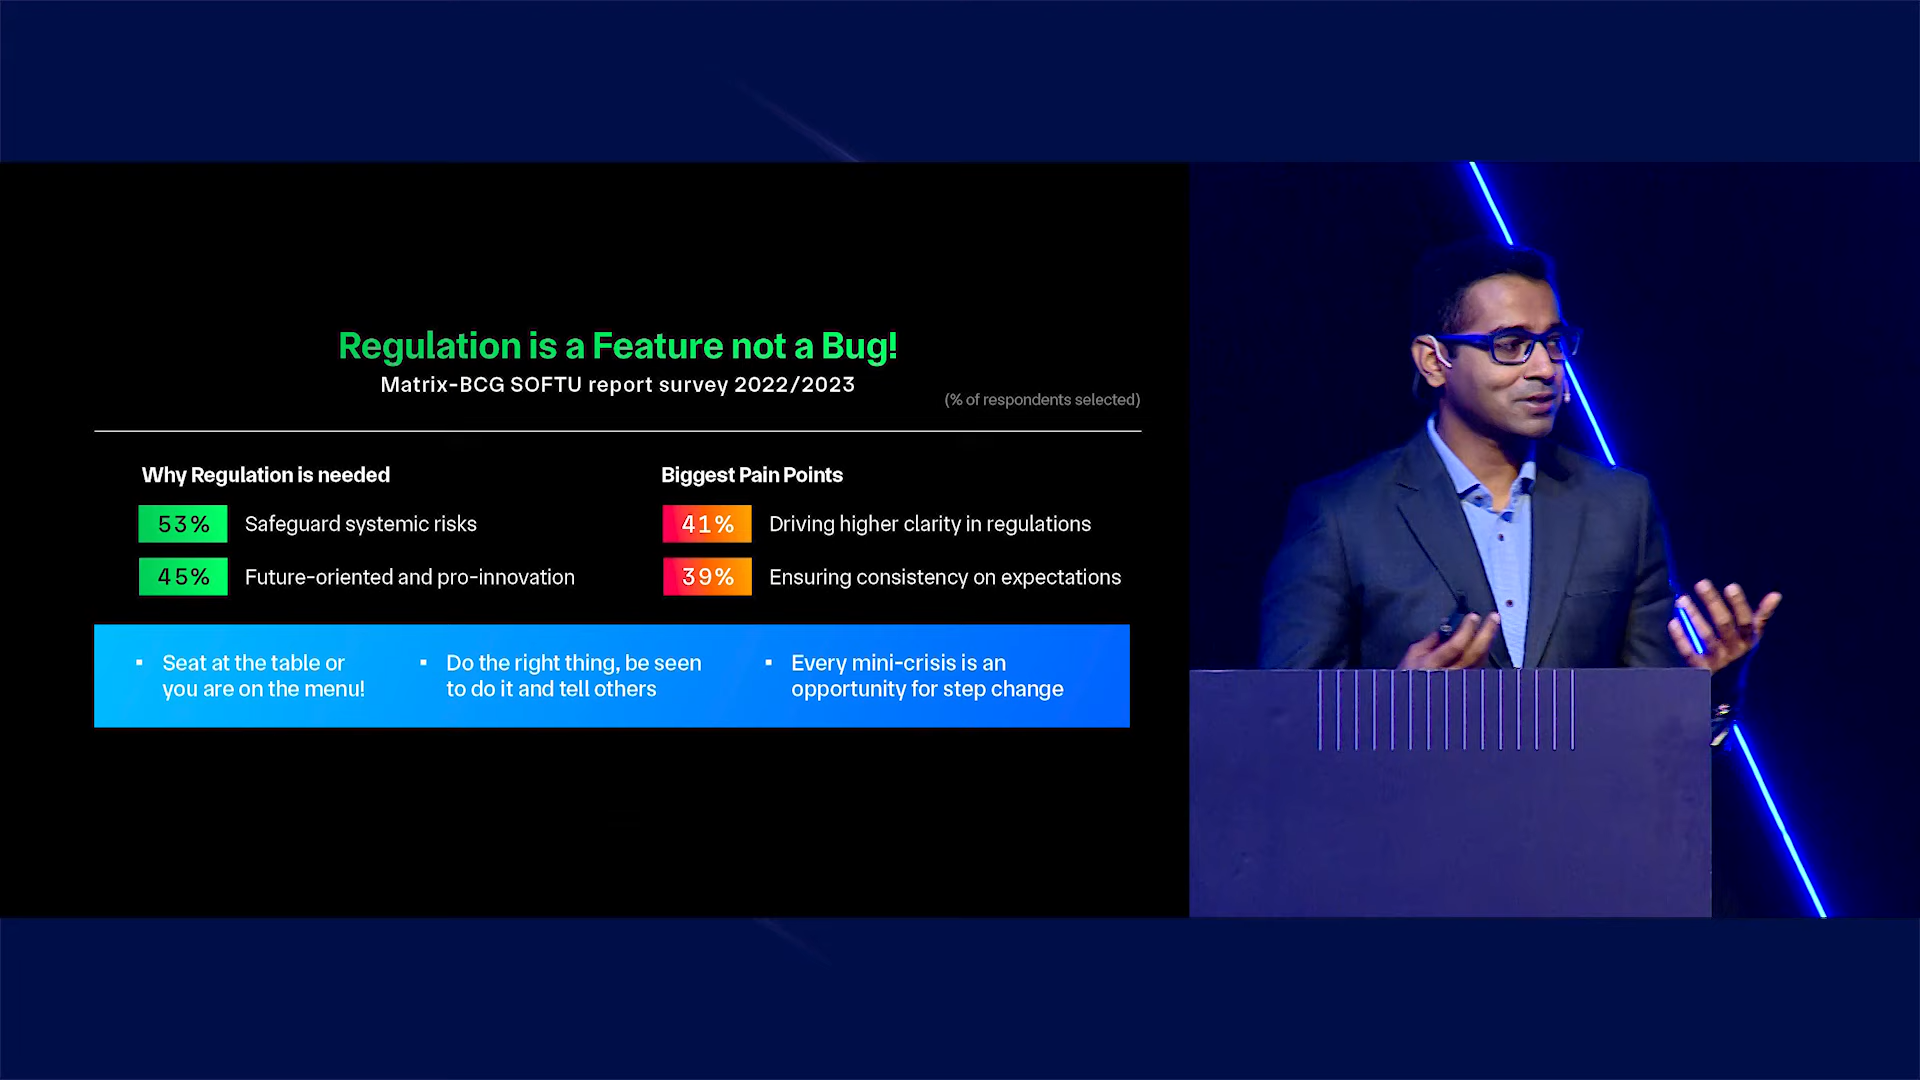 Regulation is a Feature not a Bug!
Matrix-BCG SOFTU report survey 2022/2023
(% of respondents selected)
Why Regulation is needed
53% Safeguard systemic risks
45% Future-oriented and pro-innovation
Biggest Pain Points
41% Driving higher clarity in regulations
39% Ensuring consistency on expectations
▪ Seat at the table or
you are on the menu!
▪ Do the right thing, be seen
to do it and tell others
▪ Every mini-crisis is an
opportunity for step change